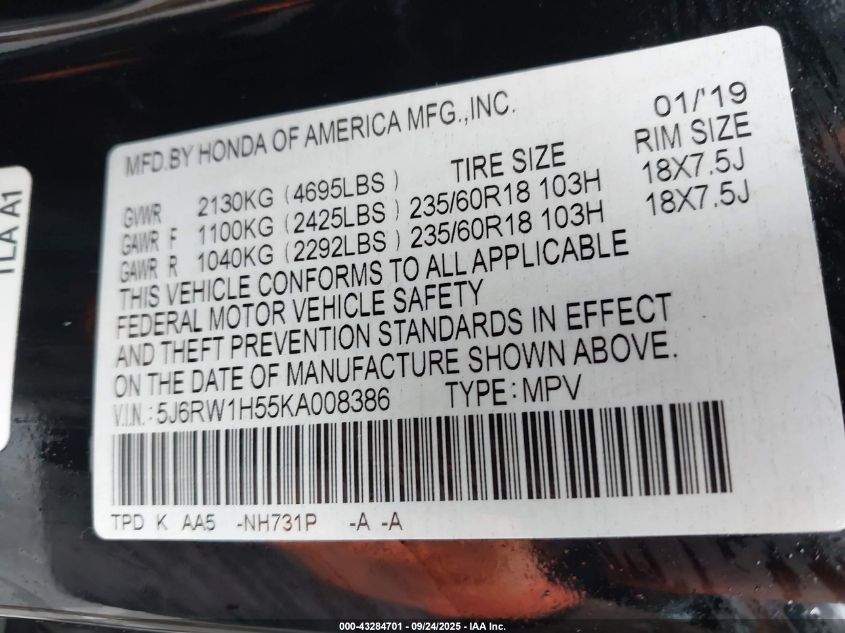 TLA A1
MFD.BY HONDA OF AMERICA MFG.,INC. 01/'19
TIRE SIZE RIM SIZE
GVWR 2130KG (4695LBS)
GAWR F 1100KG (2425LBS) 235/60R18 103H 18X7.5J
GAWR R 1040KG (2292LBS) 235/60R18 103H 18X7.5J
THIS VEHICLE CONFORMS TO ALL APPLICABLE
FEDERAL MOTOR VEHICLE SAFETY
AND THEFT PREVENTION STANDARDS IN EFFECT
ON THE DATE OF MANUFACTURE SHOWN ABOVE.
V.I.N.: 5J6RW1H55KA008386 TYPE: MPV
TPD K AA5 -NH731P -A -A
000-43284701 - 09/24/2025 - IAA Inc.